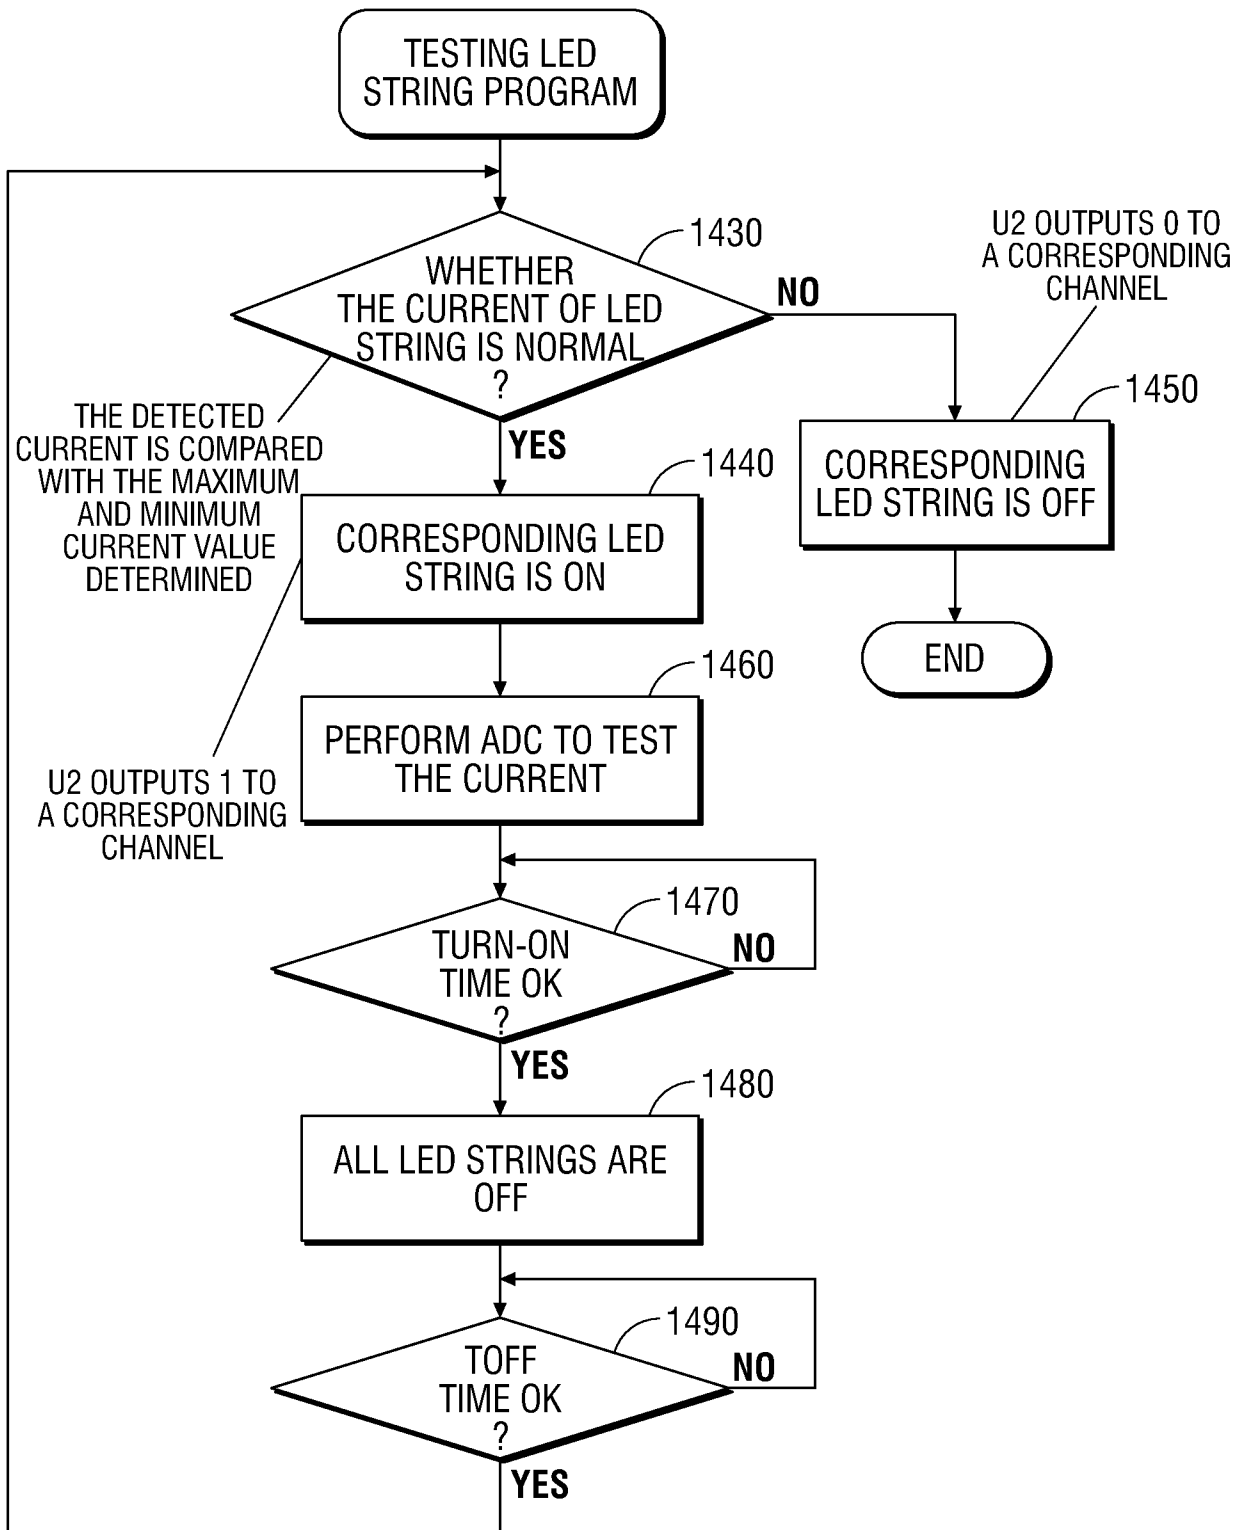 TESTING LED
STRING PROGRAM
1430
WHETHER
THE CURRENT OF LED
STRING IS NORMAL
?
NO
U2 OUTPUTS 0 TO
A CORRESPONDING
CHANNEL
THE DETECTED
CURRENT IS COMPARED
WITH THE MAXIMUM
AND MINIMUM
CURRENT VALUE
DETERMINED
YES
1450
CORRESPONDING
LED STRING IS OFF
1440
CORRESPONDING LED
STRING IS ON
END
1460
PERFORM ADC TO TEST
THE CURRENT
U2 OUTPUTS 1 TO
A CORRESPONDING
CHANNEL
1470
TURN-ON
TIME OK
?
NO
YES
1480
ALL LED STRINGS ARE
OFF
1490
TOFF
TIME OK
?
NO
YES